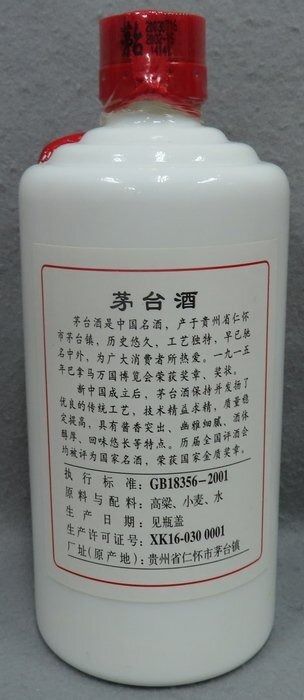 茅台
20030716
2002-15
14141
茅台酒
茅台酒是中国名酒，产于贵州省仁怀
市茅台镇，历史悠久，工艺独特，早已驰
名中外，为广大消费者所热爱。一九一五
年巴拿马万国博览会荣获奖章、奖状。
新中国成立后，茅台酒保持并发扬了
优良的传统工艺，技术精益求精，质量稳
定提高，具有酱香突出、幽雅细腻、酒体
醇厚、回味悠长等特点。历届全国评酒会
均被评为国家名酒，荣获国家金质奖章。
执行标准：GB18356-2001
原料与配料：高粱、小麦、水
生产日期：见瓶盖
生产许可证号：XK16-030 0001
厂址(原产地)：贵州省仁怀市茅台镇